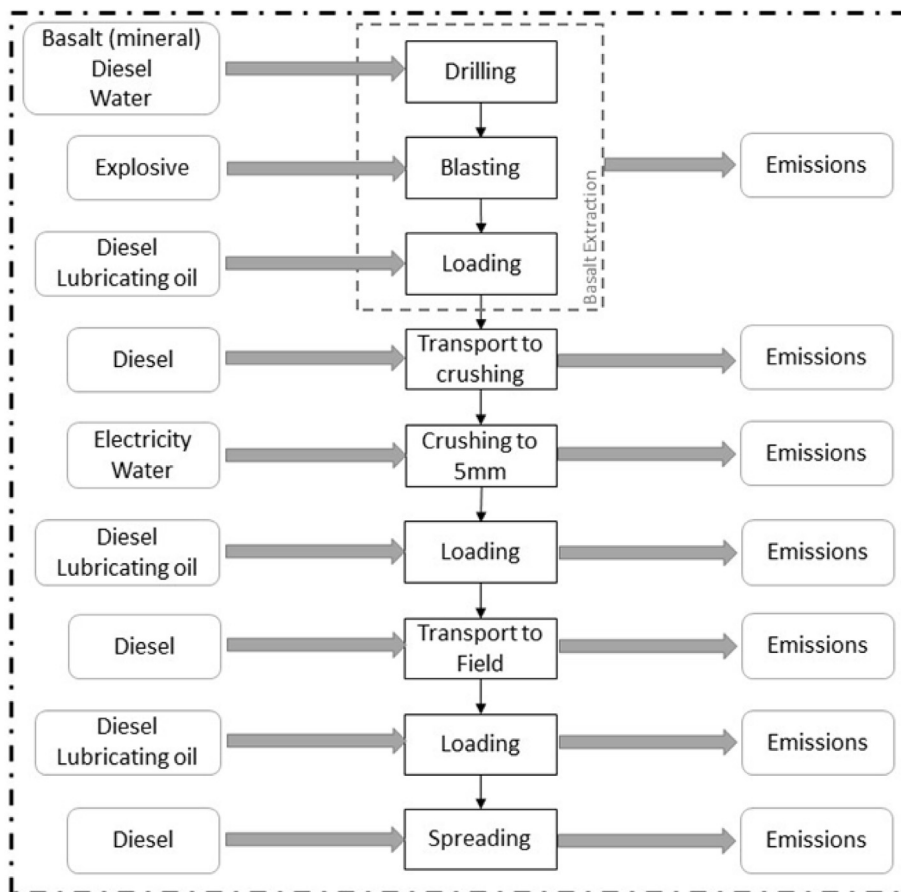 Basalt (mineral)
Diesel
Water
Drilling
Explosive
Blasting
Emissions
Diesel
Lubricating oil
Loading
Basalt Extraction
Diesel
Transport to
crushing
Emissions
Electricity
Water
Crushing to
5mm
Emissions
Diesel
Lubricating oil
Loading
Emissions
Diesel
Transport to
Field
Emissions
Diesel
Lubricating oil
Loading
Emissions
Diesel
Spreading
Emissions